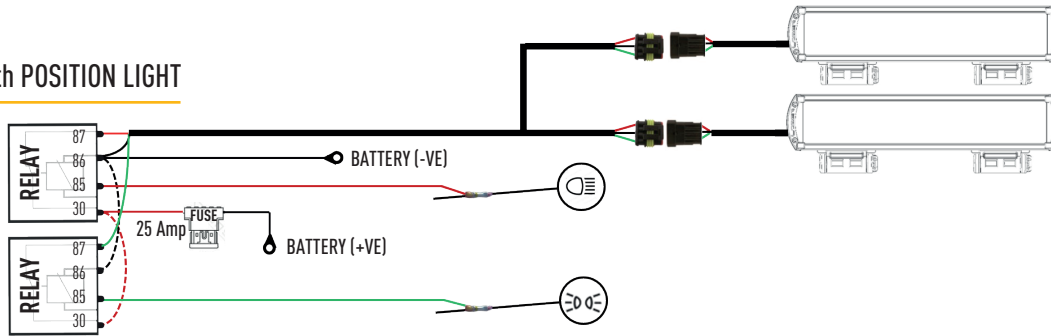 th POSITION LIGHT
RELAY
87
86
85
30
BATTERY (-VE)
25 Amp
FUSE
BATTERY (+VE)
RELAY
87
86
85
30